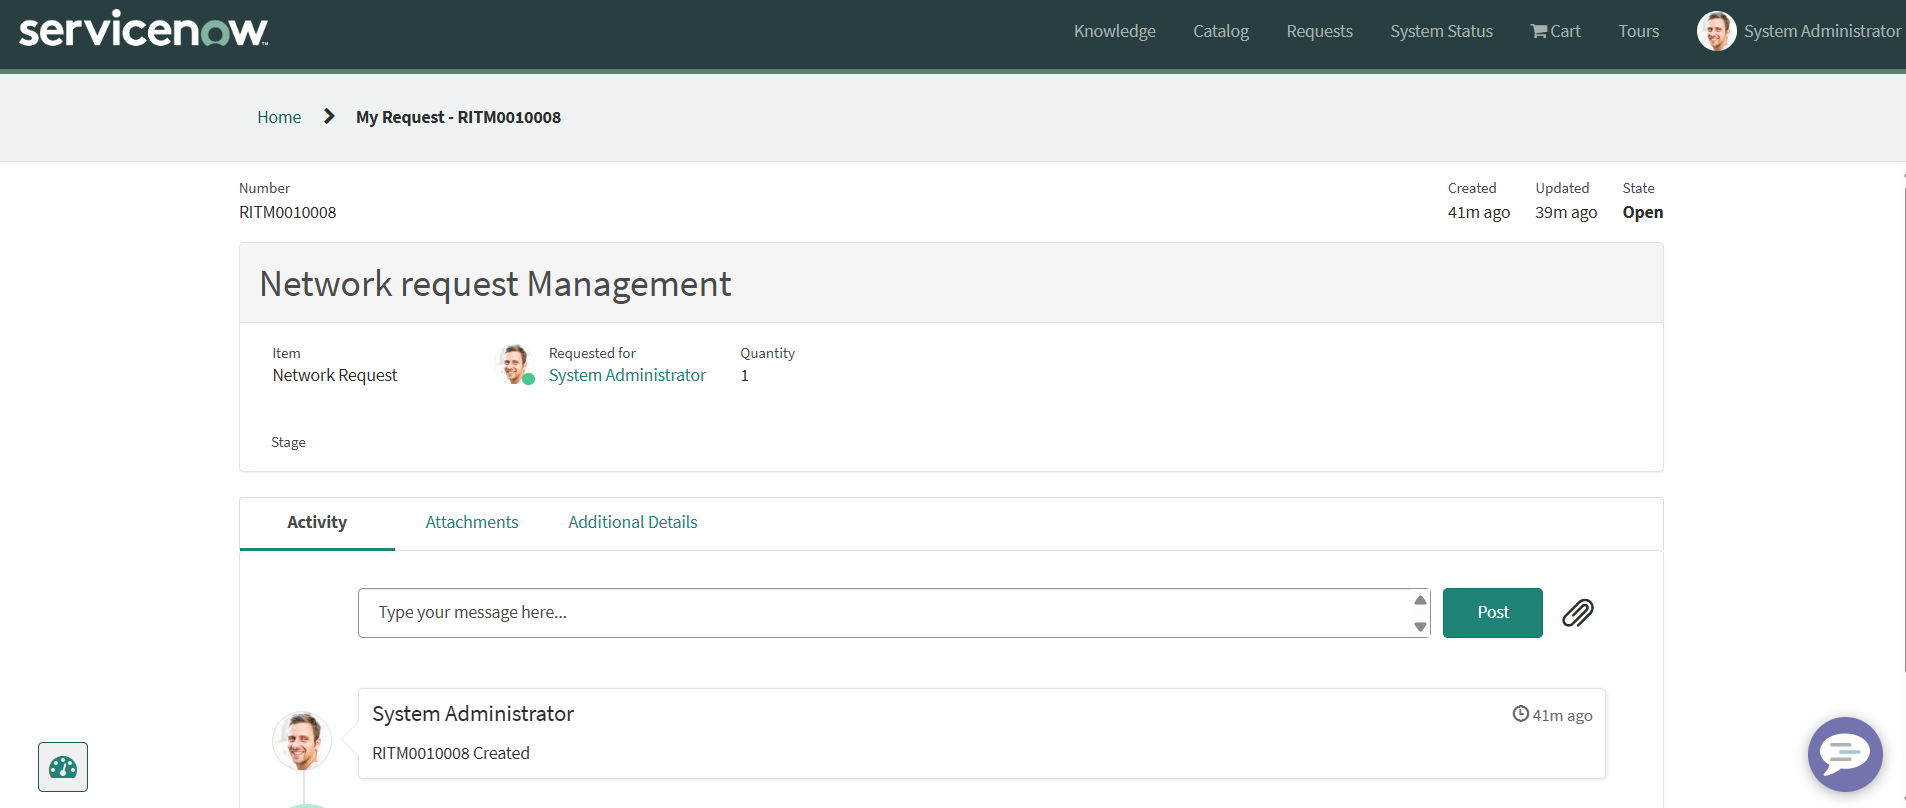 servicenow™
Knowledge Catalog Requests System Status Cart Tours System Administrator
Home My Request - RITM0010008
Number Created Updated State
RITM0010008 41m ago 39m ago Open
Network request Management
Item Requested for Quantity
Network Request System Administrator 1
Stage
Activity Attachments Additional Details
Type your message here... Post
System Administrator 41m ago
RITM0010008 Created